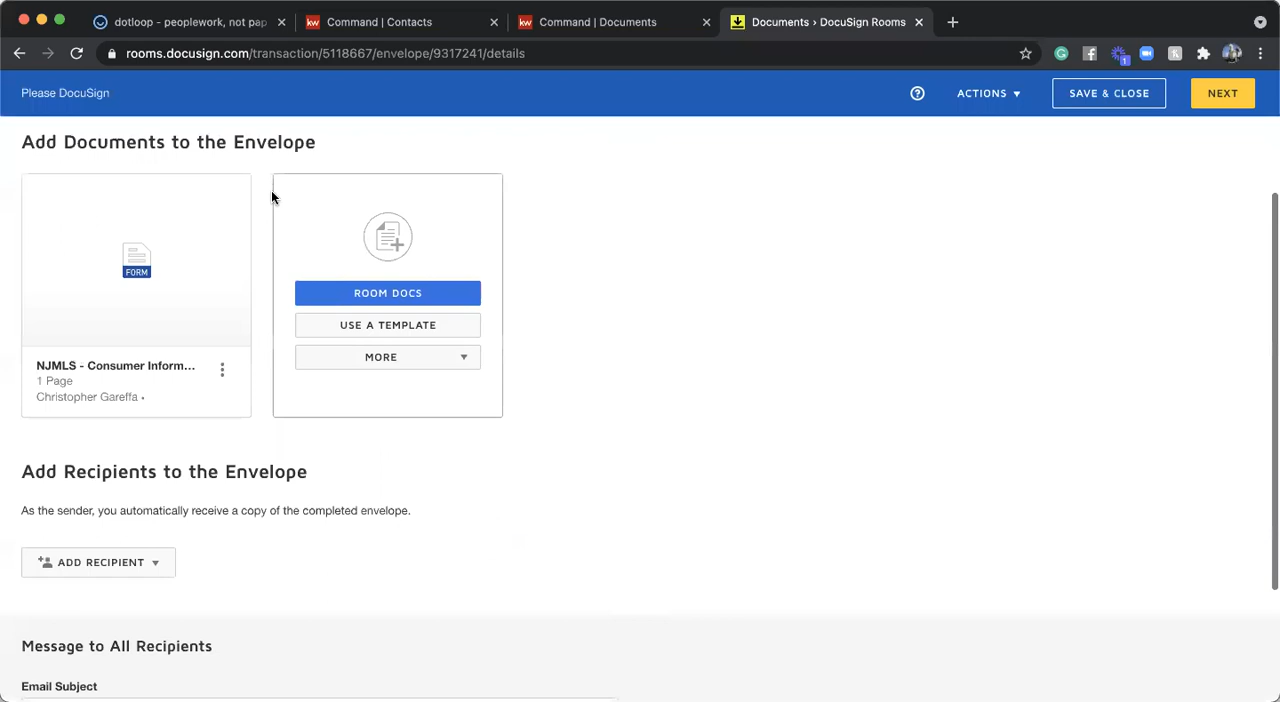 dotloop - peoplework, not pap
kw Command | Contacts
kw Command | Documents
Documents › DocuSign Rooms
rooms.docusign.com/transaction/5118667/envelope/9317241/details
1
Please DocuSign
ACTIONS
SAVE & CLOSE
NEXT
Add Documents to the Envelope
FORM
NJMLS - Consumer Inform...
1 Page
Christopher Gareffa •
ROOM DOCS
USE A TEMPLATE
MORE
Add Recipients to the Envelope
As the sender, you automatically receive a copy of the completed envelope.
ADD RECIPIENT
Message to All Recipients
Email Subject